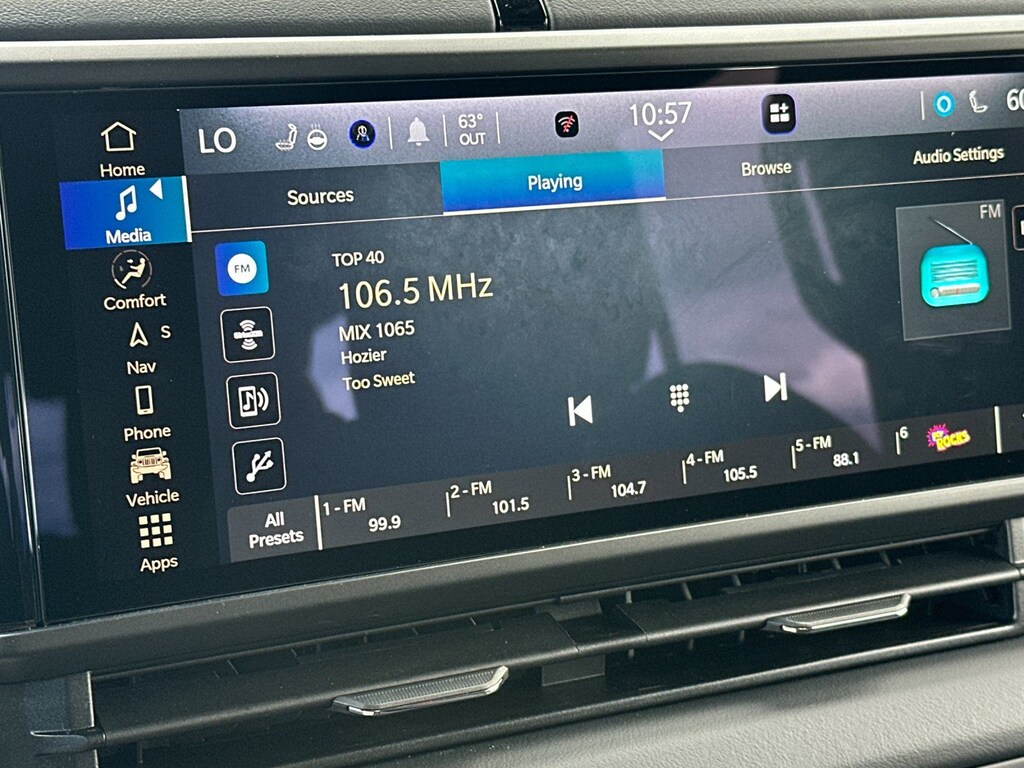 LO
63°
OUT
10:57
60
Home
Media
Comfort
S
Nav
Phone
Vehicle
Apps
Sources
Playing
Browse
Audio Settings
FM
TOP 40
106.5 MHz
MIX 1065
Hozier
Too Sweet
FM
All
Presets
1 - FM
99.9
2 - FM
101.5
3 - FM
104.7
4 - FM
105.5
5 - FM
88.1
6
ROCKS